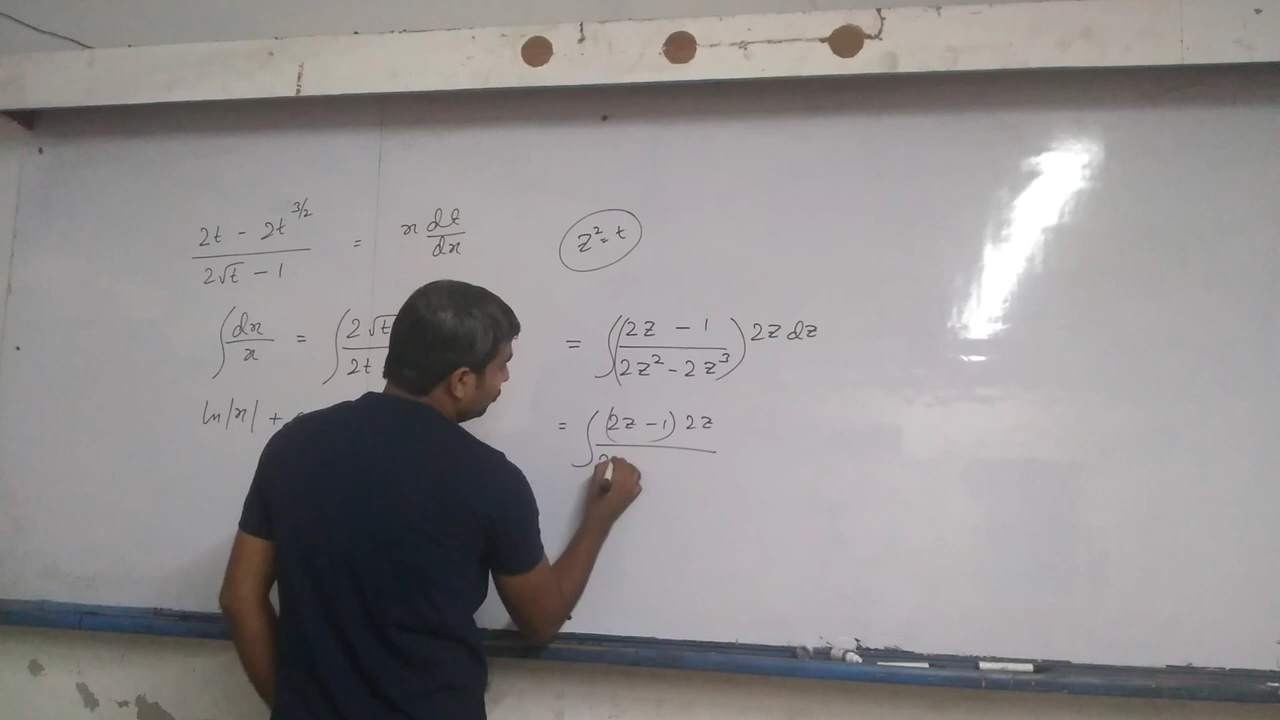 2t - 2t^3/2 / 2√t - 1 = x dt/dx
z² = t
∫ dx/x = ∫ 2√t / 2t
= ∫ ( 2z - 1 / 2z² - 2z³ ) 2z dz
ln|x| +
= ∫ (2z - 1) 2z / 2